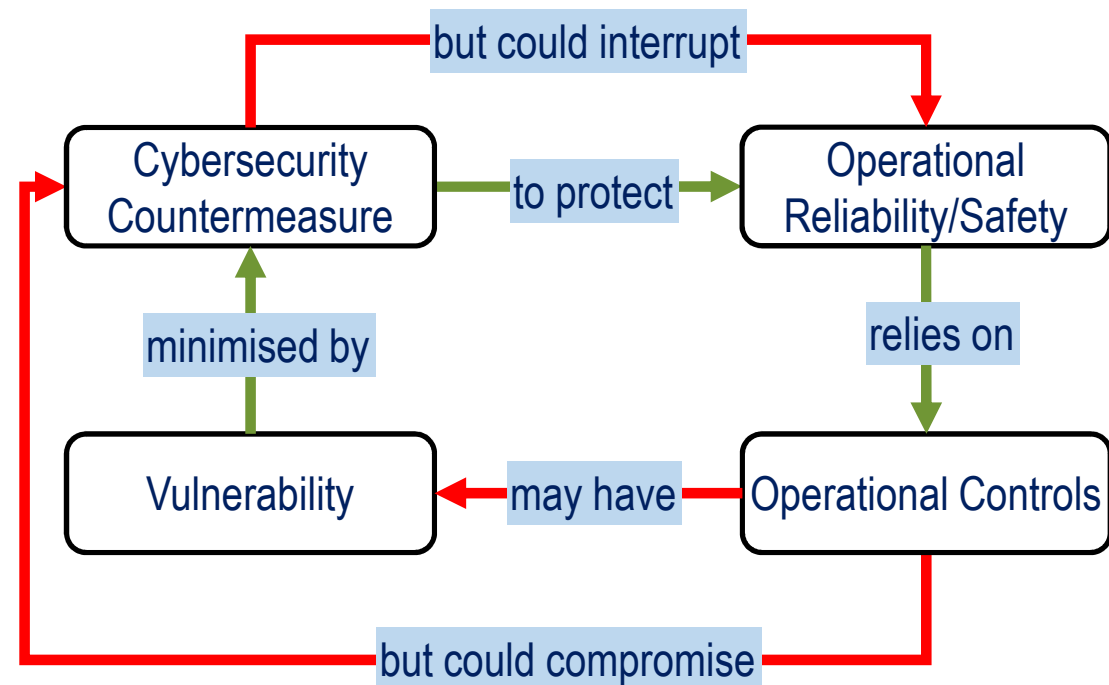 but could interrupt
Cybersecurity
Countermeasure
to protect
Operational
Reliability/Safety
minimised by
relies on
Vulnerability
may have
Operational Controls
but could compromise